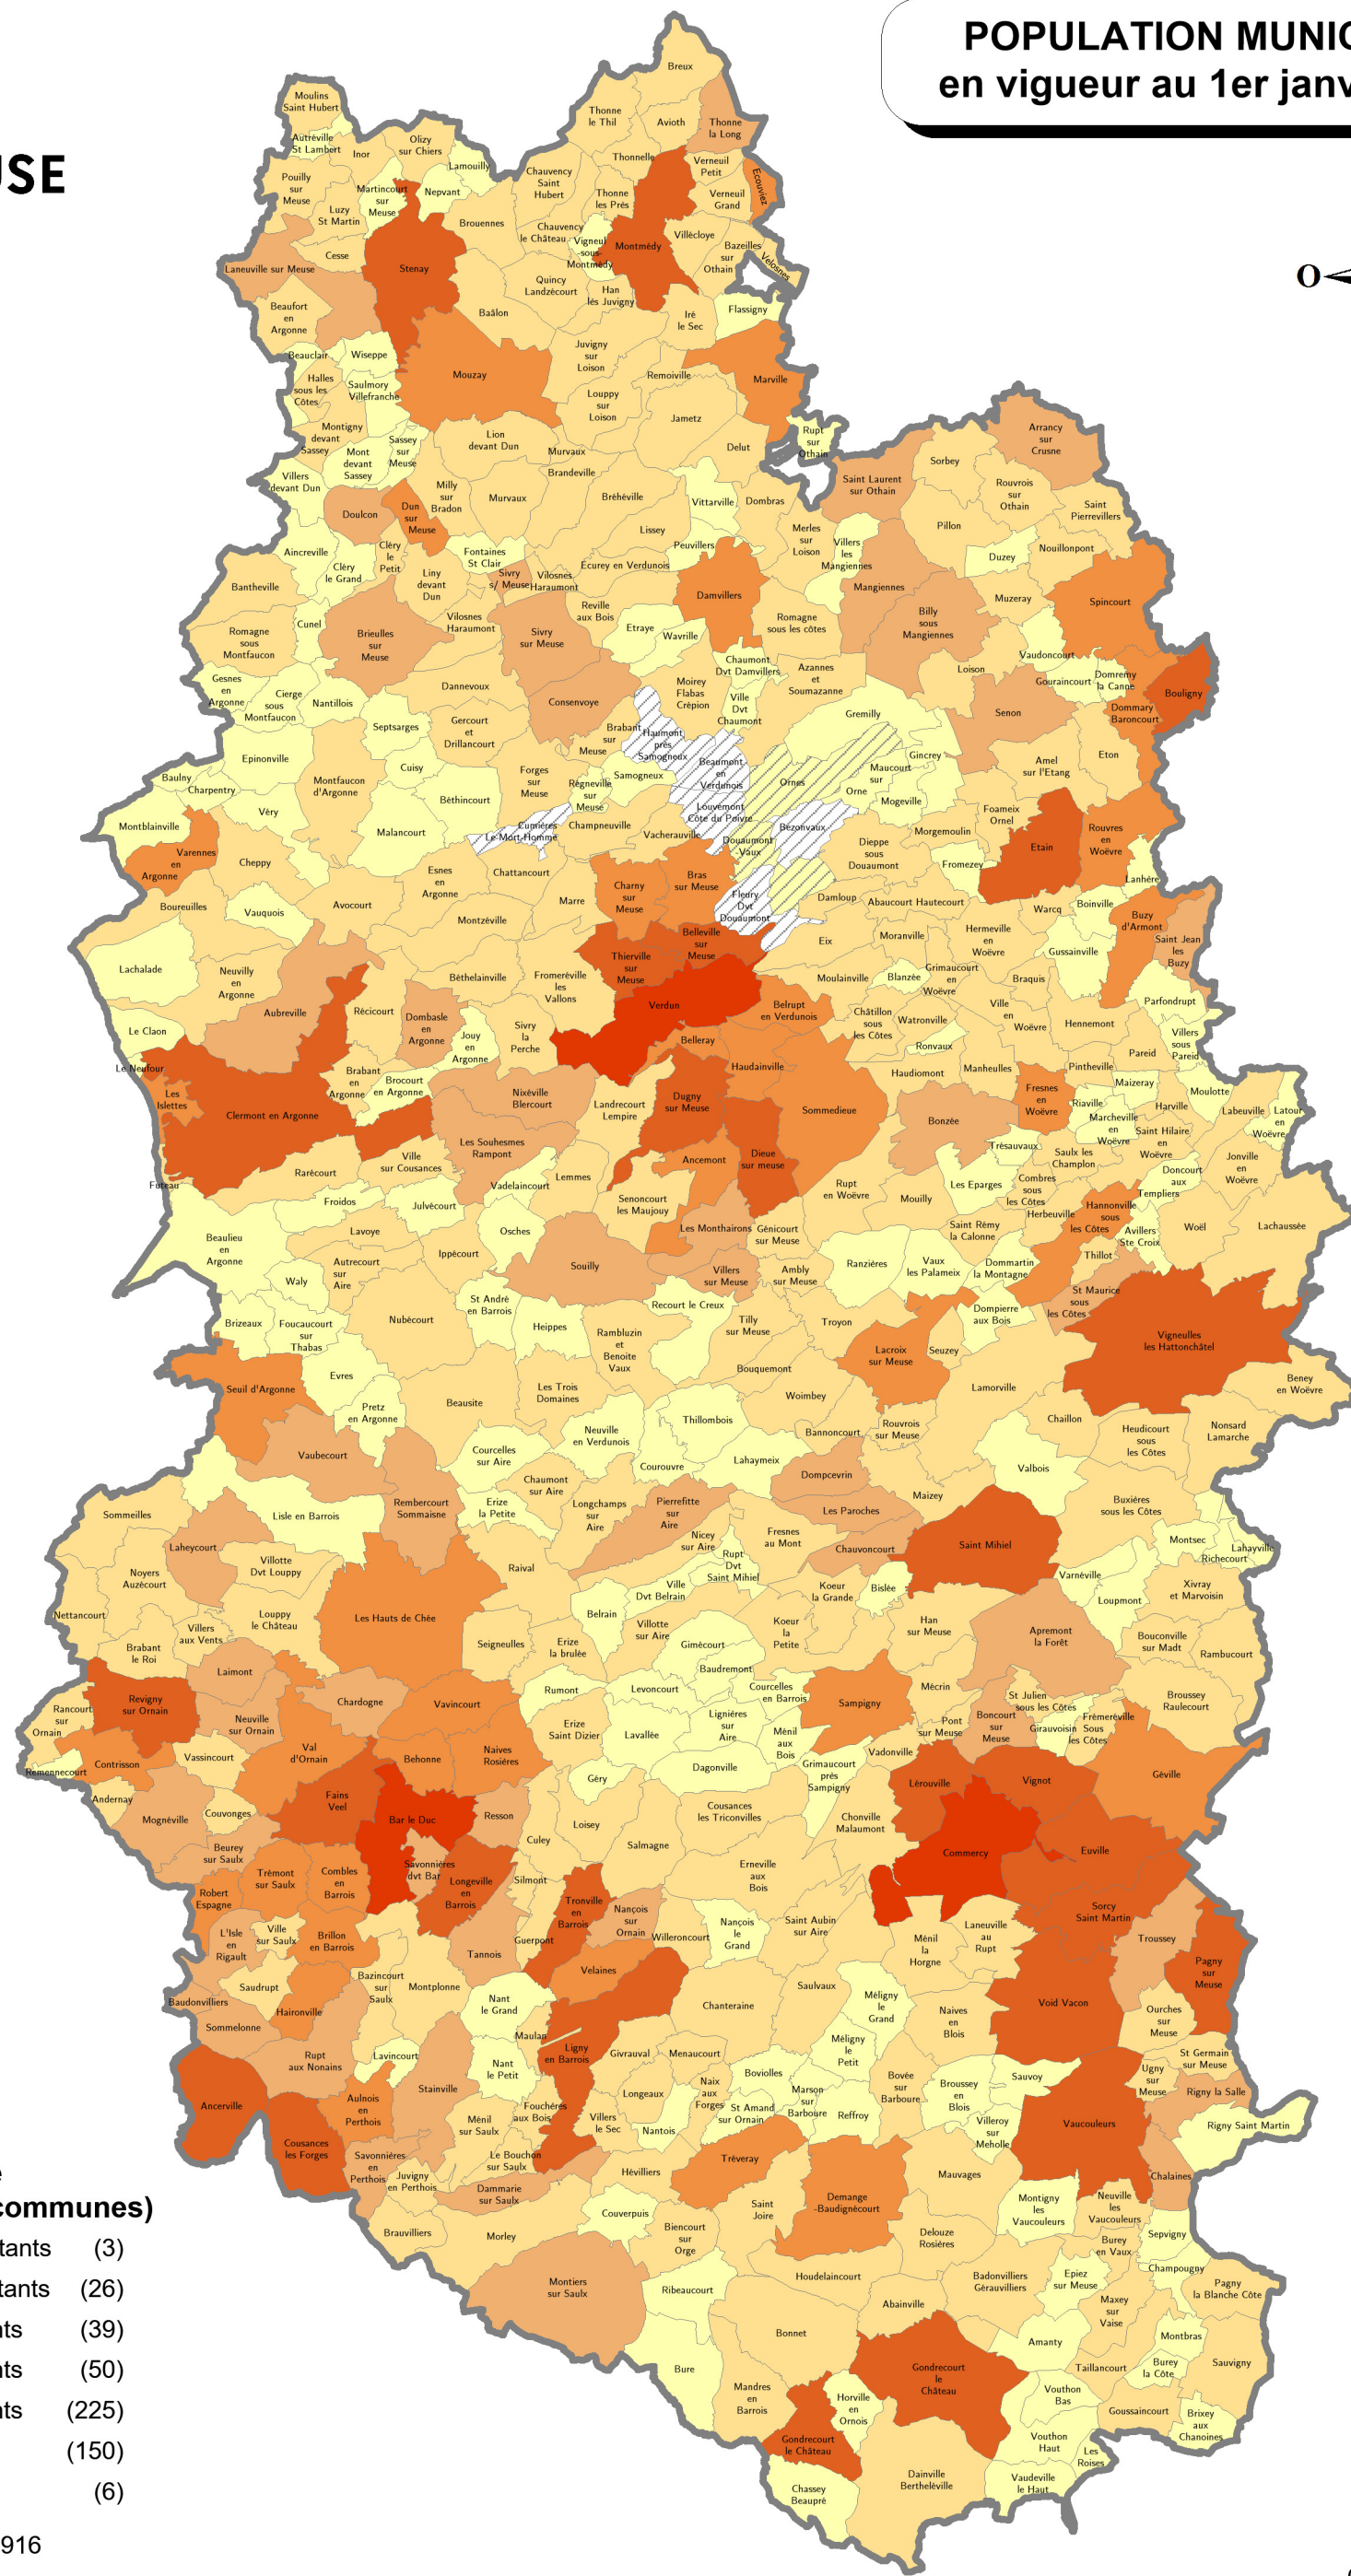 POPULATION MUNIC
en vigueur au 1er janv
USE
O
Breux
Moulins
Saint Hubert
Thonne
le Thil
Avioth
Thonne
la Long
Autréville
St Lambert
Inor
Olizy
sur Chiers
Lamouilly
Chauvency
Saint
Hubert
Thonnelle
Verneuil
Petit
Ecouviez
Pouilly
sur
Meuse
Martincourt
sur
Meuse
Nepvant
Thonne
les Près
Verneuil
Grand
Luzy
St Martin
Brouennes
Chauvency
le Château
Vigneul
-sous-
Montmédy
Montmédy
Villécloye
Bazeilles
sur
Othain
Velosnes
Cesse
Laneuville sur Meuse
Stenay
Quincy
Landzécourt
Han
lès Juvigny
Beaufort
en
Argonne
Baâlon
Iré
le Sec
Flassigny
Beauclair
Wiseppe
Mouzay
Juvigny
sur
Loison
Remoiville
Marville
Halles
sous les
Côtes
Saulmory
Villefranche
Louppy
sur
Loison
Jametz
Montigny
devant
Sassey
Mont
devant
Sassey
Sassey
sur
Meuse
Lion
devant Dun
Murvaux
Brandeville
Delut
Rupt
sur
Othain
Arrancy
sur
Crusne
Villers
devant Dun
Milly
sur
Bradon
Murvaux
Bréhéville
Vittarville
Dombras
Saint Laurent
sur Othain
Sorbey
Rouvrois
sur
Othain
Saint
Pierrevillers
Doulcon
Dun
sur
Meuse
Lissey
Peuvillers
Merles
sur
Loison
Villers
les
Mangiennes
Pillon
Duzey
Nouillonpont
Aincreville
Cléry
le Grand
Cléry
le
Petit
Fontaines
St Clair
Écurey en Verdunois
Bantheville
Liny
devant
Dun
Sivry
s/ Meuse
Vilosnes
Haraumont
Reville
aux Bois
Damvillers
Mangiennes
Billy
sous
Mangiennes
Muzeray
Spincourt
Romagne
sous
Montfaucon
Cunel
Brieulles
sur
Meuse
Vilosnes
Haraumont
Sivry
sur Meuse
Etraye
Wavrille
Romagne
sous les côtes
Vaudoncourt
Gesnes
en
Argonne
Cierge
sous
Montfaucon
Nantillois
Dannevoux
Consenvoye
Moirey
Flabas
Crépion
Chaumont
Dvt Damvillers
Ville
Dvt
Chaumont
Azannes
et
Soumazanne
Loison
Gouraincourt
Domremy
la Canne
Bouligny
Dommary
Baroncourt
Septsarges
Gercourt
et
Drillancourt
Gremilly
Senon
Epinonville
Cuisy
Forges
sur
Meuse
Brabant
sur
Meuse
Haumont
près
Samogneux
Beaumont
en
Verdunois
Gincrey
Amel
sur l'Etang
Eton
Baulny
Charpentry
Montfaucon
d'Argonne
Béthincourt
Règneville
sur
Meuse
Samogneux
Ornes
Maucourt
sur
Orne
Mogeville
Montblainville
Véry
Malancourt
Cumières
Le-Mort-Homme
Champneuville
Louvemont
Côte du Poivre
Vacherauville
Douaumont
-Vaux
Bezonvaux
Dieppe
sous
Douaumont
Morgemoulin
Foameix
Ornel
Etain
Rouvres
en
Woëvre
Varennes
en
Argonne
Cheppy
Esnes
en
Argonne
Chattancourt
Charny
sur
Meuse
Bras
sur Meuse
Fromezey
Lanhère
Boureuilles
Vauquois
Avocourt
Marre
Fleury
Dvt
Douaumont
Damloup
Abaucourt Hautecourt
Warcq
Boinville
Buzy
d'Armont
Montzéville
Belleville
sur
Meuse
Eix
Moranville
Hermeville
en
Woëvre
Gussainville
Saint Jean
les
Buzy
Lachalade
Neuvilly
en
Argonne
Béthelainville
Fromeréville
les
Vallons
Thierville
sur
Meuse
Moulainville
Blanzée
Grimaucourt
en
Woëvre
Braquis
Aubreville
Récicourt
Dombasle
en
Argonne
Verdun
Belrupt
en Verdunois
Châtillon
sous
les Côtes
Watronville
Ville
en
Woëvre
Hennemont
Parfondrupt
Le Claon
Jouy
en
Argonne
Sivry
la
Perche
Belleray
Ronvaux
Villers
sous
Pareid
Pareid
Le Neufour
Les
Islettes
Clermont en Argonne
Brabant
en
Argonne
Brocourt
en Argonne
Nixéville
Blercourt
Landrecourt
Lempire
Dugny
sur Meuse
Haudainville
Sommedieue
Haudiomont
Manheulles
Fresnes
en
Woëvre
Pintheville
Maizeray
Riaville
Marcheville
en
Woëvre
Harville
Moulotte
Labeuville
Latour
en
Woëvre
Bonzée
Les Souhesmes
Rampont
Ville
sur Cousances
Ancemont
Dieue
sur meuse
Trésauvaux
Saulx les
Champlon
Saint Hilaire
en
Woëvre
Jonville
en
Woëvre
Futeau
Rarécourt
Vadelaincourt
Lemmes
Rupt
en Woëvre
Mouilly
Les Eparges
Combres
sous
les Côtes
Doncourt
aux
Templiers
Froidos
Julvécourt
Senoncourt
les Maujouy
Herbeuville
Hannonville
sous
les Côtes
Woël
Lachaussée
Beaulieu
en
Argonne
Lavoye
Osches
Les Monthairons
Génicourt
sur Meuse
Saint Rémy
la Calonne
Avillers
Ste Croix
Autrecourt
sur
Aire
Ippécourt
Souilly
Villers
sur Meuse
Ambly
sur Meuse
Ranzières
Vaux
les Palameix
Dommartin
la Montagne
Thillot
Waly
St Maurice
sous
les Côtes
Brizeaux
Foucaucourt
sur
Thabas
Nubécourt
St André
en Barrois
Heippes
Recourt le Creux
Tilly
sur Meuse
Troyon
Dompierre
aux Bois
Vigneulles
les Hattonchâtel
Rambluzin
et
Benoite
Vaux
Lacroix
sur Meuse
Seuzey
Seuil d'Argonne
Evres
Les Trois
Domaines
Bouquemont
Lamorville
Beney
en Woëvre
Pretz
en Argonne
Beausite
Woimbey
Neuville
en Verdunois
Thillombois
Bannoncourt
Rouvrois
sur Meuse
Chaillon
Heudicourt
sous
les Côtes
Nonsard
Lamarche
Vaubecourt
Courcelles
sur Aire
Courouvre
Lahaymeix
Dompcevrin
Valbois
Chaumont
sur Aire
Sommeilles
Lisle en Barrois
Rembercourt
Sommaisne
Erize
la Petite
Longchamps
sur
Aire
Pierrefitte
sur
Aire
Les Paroches
Maizey
Buxières
sous les Côtes
Laheycourt
Nicey
sur Aire
Fresnes
au Mont
Chauvoncourt
Saint Mihiel
Montsec
Lahayville
Richecourt
Noyers
Auzécourt
Villotte
Dvt Louppy
Raival
Rupt
Dvt
Saint Mihiel
Varnéville
Xivray
et Marvoisin
Nettancourt
Louppy
le Château
Les Hauts de Chée
Ville
Dvt Belrain
Koeur
la Grande
Bislée
Loupmont
Villers
aux Vents
Belrain
Villotte
sur Aire
Koeur
la
Petite
Han
sur Meuse
Apremont
la Forêt
Bouconville
sur Madt
Brabant
le Roi
Seigneulles
Erize
la brulée
Gimécourt
Rambucourt
Laimont
Baudremont
Revigny
sur Ornain
Chardogne
Vavincourt
Rumont
Levoncourt
Courcelles
en Barrois
Sampigny
Mécrin
St Julien
sous les Côtes
Broussey
Raulecourt
Rancourt
sur
Ornain
Neuville
sur Ornain
Erize
Saint Dizier
Lavallée
Lignières
sur
Aire
Ménil
aux
Bois
Pont
sur Meuse
Boncourt
sur
Meuse
Girauvoisin
Frémeréville
Sous
les Côtes
Contrisson
Vassincourt
Val
d'Ornain
Behonne
Naives
Rosières
Vadonville
Remennecourt
Géry
Dagonville
Grimaucourt
près
Sampigny
Lérouville
Vignot
Géville
Andernay
Mognéville
Couvonges
Fains
Veel
Bar le Duc
Resson
Loisey
Cousances
les Triconvilles
Chonville
Malaumont
Beurey
sur Saulx
Culey
Salmagne
Commercy
Euville
Robert
Espagne
Trémont
sur Saulx
Combles
en
Barrois
Savonnières
dvt Bar
Longeville
en
Barrois
Silmont
Erneville
aux
Bois
Tronville
en
Barrois
Nançois
sur
Ornain
Sorcy
Saint Martin
L'Isle
en
Rigault
Ville
sur Saulx
Brillon
en Barrois
Tannois
Guerpont
Willeroncourt
Nançois
le
Grand
Saint Aubin
sur Aire
Ménil
la
Horgne
Laneuville
au
Rupt
Troussey
Pagny
sur
Meuse
Saudrupt
Bazincourt
sur
Saulx
Montplonne
Velaines
Saulvaux
Void Vacon
Baudonvilliers
Haironville
Nant
le Grand
Chanteraine
Méligny
le
Grand
Naives
en
Blois
Ourches
sur
Meuse
Sommelonne
Maulan
Rupt
aux Nonains
Lavincourt
Ligny
en Barrois
Givrauval
Menaucourt
Méligny
le
Petit
St Germain
sur Meuse
Stainville
Nant
le Petit
Longeaux
Naix
aux
Forges
Boviolles
Bovée
sur
Barboure
Broussey
en
Blois
Sauvoy
Ugny
sur
Meuse
Rigny la Salle
Ancerville
Aulnois
en
Perthois
Fouchères
aux Bois
Marson
sur
Barboure
Ménil
sur Saulx
Villers
le Sec
Nantois
St Amand
sur Ornain
Reffroy
Villeroy
sur
Meholle
Vaucouleurs
Rigny Saint Martin
Cousances
les Forges
Savonnières
en
Perthois
Le Bouchon
sur Saulx
Juvigny
en Perthois
Dammarie
sur Saulx
Hévilliers
Tréveray
Mauvages
Chalaines
Demange
-Baudignécourt
Montigny
les
Vaucouleurs
Neuville
les
Vaucouleurs
Brauvilliers
Morley
Couverpuis
Biencourt
sur
Orge
Saint
Joire
Delouze
Rosières
Burey
en Vaux
Sepvigny
Champougny
Montiers
sur Saulx
Ribeaucourt
Houdelaincourt
Badonvilliers
Gérauvilliers
Epiez
sur Meuse
Pagny
la Blanche Côte
Abainville
Maxey
sur
Vaise
Bonnet
Amanty
Montbras
Bure
Gondrecourt
le
Château
Taillancourt
Burey
la Côte
Sauvigny
Mandres
en
Barrois
Horville
en
Ornois
Vouthon
Bas
Goussaincourt
Brixey
aux
Chanoines
Gondrecourt
le Château
Vouthon
Haut
Les
Roises
Chassey
Beaupré
Dainville
Bertheléville
Vaudeville
le Haut
e
communes)
tants (3)
tants (26)
nts (39)
nts (50)
nts (225)
(150)
(6)
916